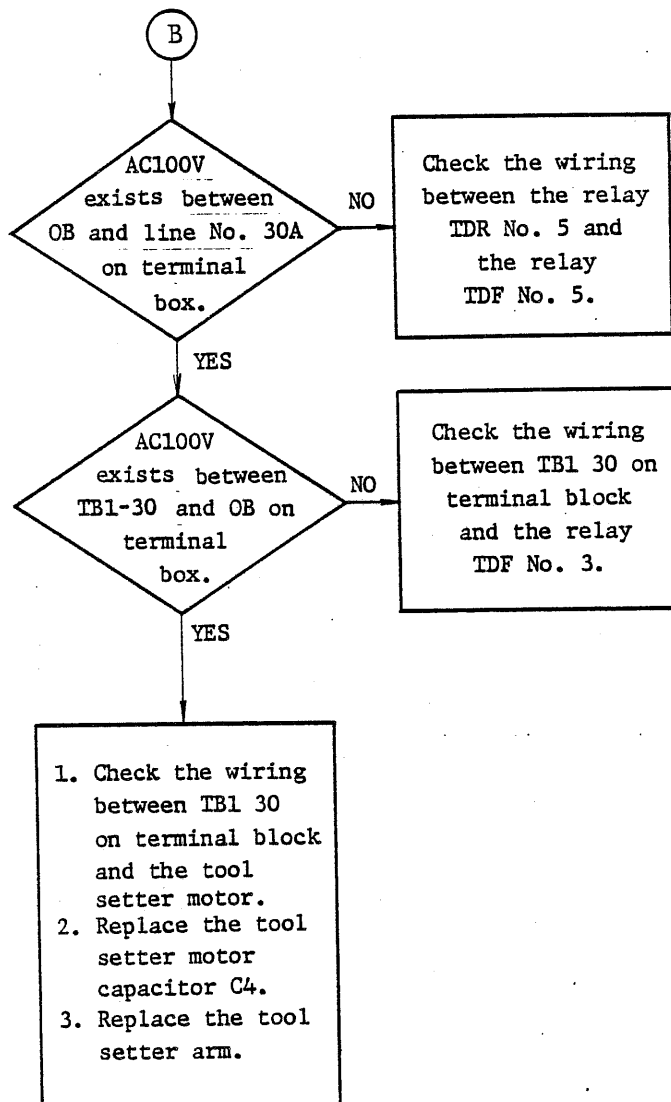 B
AC100V
exists between
OB and line No. 30A
on terminal
box.
NO
Check the wiring
between the relay
TDR No. 5 and
the relay
TDF No. 5.
YES
AC100V
exists between
TB1-30 and OB on
terminal
box.
NO
Check the wiring
between TB1 30 on
terminal block
and the relay
TDF No. 3.
YES
1. Check the wiring
between TB1 30
on terminal block
and the tool
setter motor.
2. Replace the tool
setter motor
capacitor C4.
3. Replace the tool
setter arm.